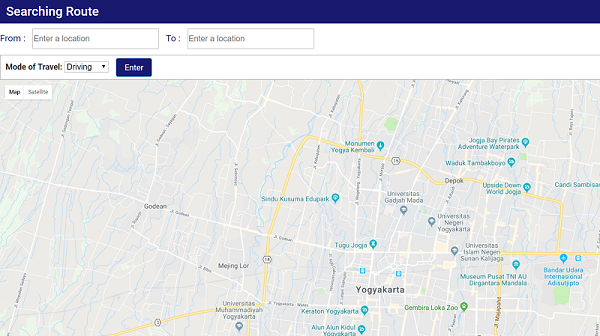 Searching Route
From : Enter a location To : Enter a location
Mode of Travel: Driving Enter
Map Satellite
Monumen
Yogya Kembali
Jogja Bay Pirates
Adventure Waterpark
Waduk Tambakboyo
Depok
Upside Down
World Jogja
Candi Sambisari
Sindu Kusuma Edupark
Universitas
Gadjah Mada
Godean
Jl. Godean
Universitas
Negeri
Yogyakarta
Tugu Jogja
Universitas
Islam Negeri
Sunan Kalijaga
Mejing Lor
14
Museum Pusat TNI AU
Dirgantara Mandala
Bandar Udara
Internasional
Adisutjipto
Yogyakarta
Universitas
Muhammadiyah
Yogyakarta
Keraton Yogyakarta
Gembira Loka Zoo
Alun Alun Kidul
Yogyakarta